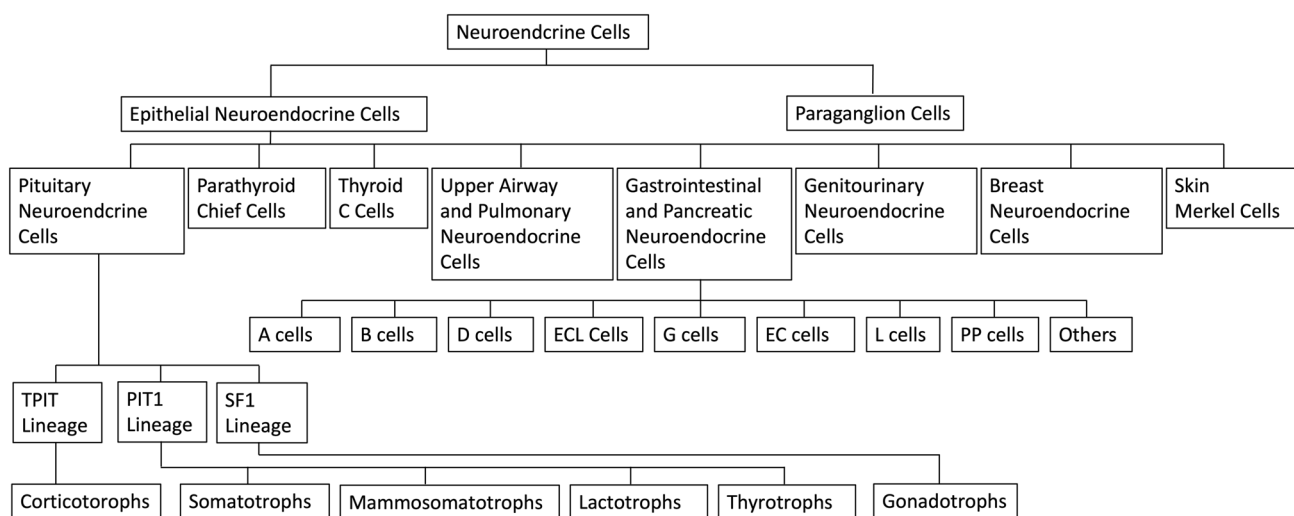 Neuroendcrine Cells
Epithelial Neuroendocrine Cells
Paraganglion Cells
Pituitary
Neuroendcrine
Cells
Parathyroid
Chief Cells
Thyroid
C Cells
Upper Airway
and Pulmonary
Neuroendocrine
Cells
Gastrointestinal
and Pancreatic
Neuroendocrine
Cells
Genitourinary
Neuroendocrine
Cells
Breast
Neuroendocrine
Cells
Skin
Merkel Cells
A cells
B cells
D cells
ECL Cells
G cells
EC cells
L cells
PP cells
Others
TPIT
Lineage
PIT1
Lineage
SF1
Lineage
Corticotorophs
Somatotrophs
Mammosomatotrophs
Lactotrophs
Thyrotrophs
Gonadotrophs